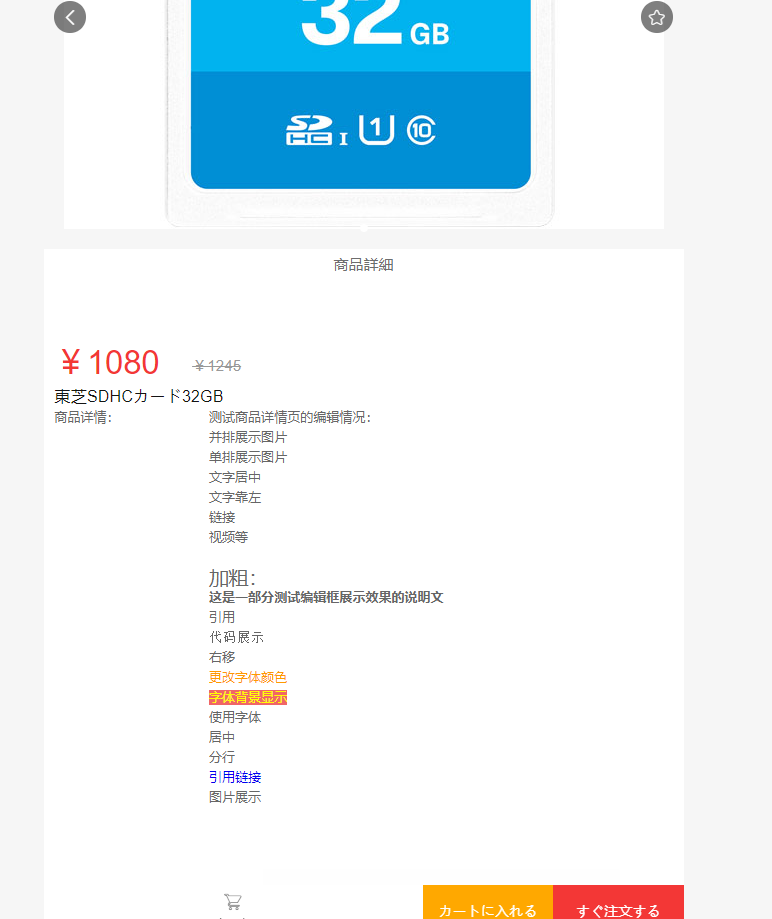 32GB
SDHC I U1 10
商品詳細
￥1080 ￥1245
東芝SDHCカード32GB
商品详情：
测试商品详情页的编辑情况：
并排展示图片
单排展示图片
文字居中
文字靠左
链接
视频等
加粗：
这是一部分测试编辑框展示效果的说明文
引用
代码展示
右移
更改字体颜色
字体背景显示
使用字体
居中
分行
引用链接
图片展示
カートに入れる
すぐ注文する